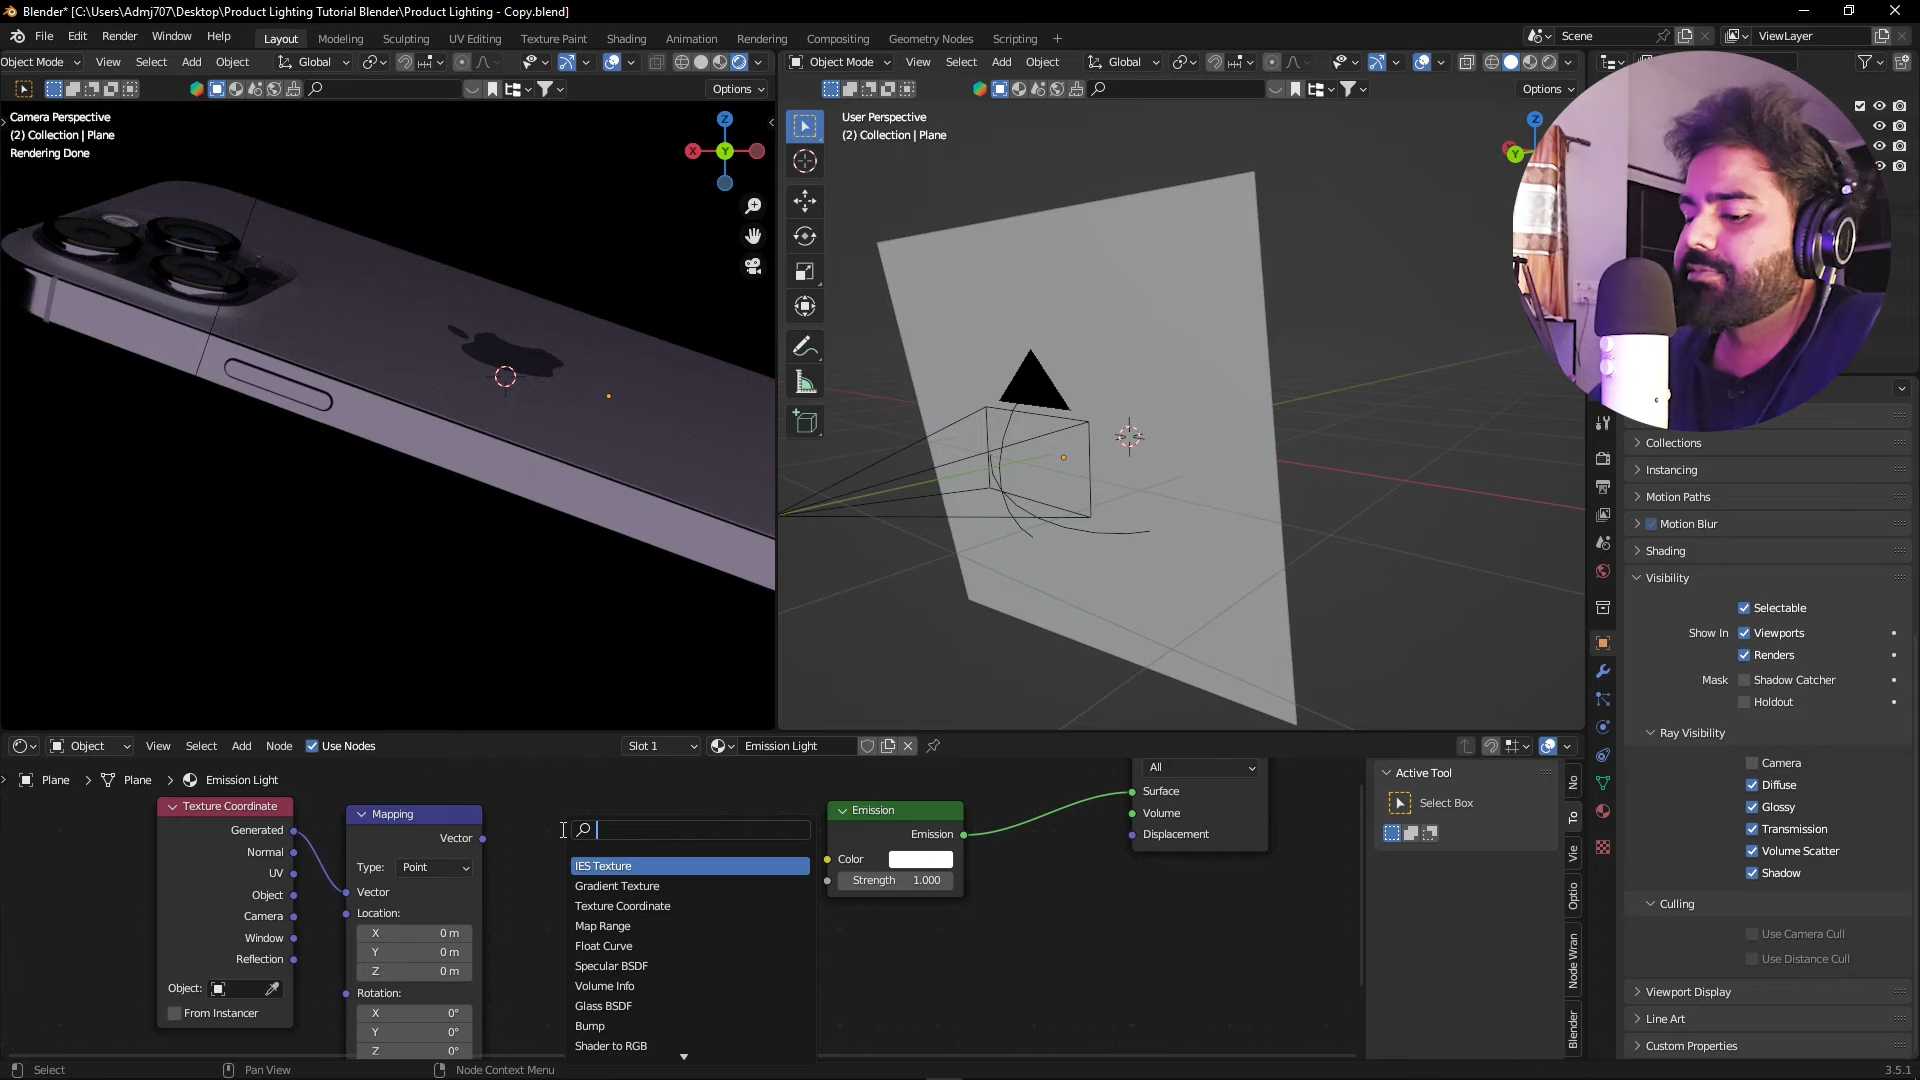 Blender* [C:\Users\Admj707\Desktop\Product Lighting Tutorial Blender\Product Lighting - Copy.blend]
File Edit Render Window Help Layout Modeling Sculpting UV Editing Texture Paint Shading Animation Rendering Compositing Geometry Nodes Scripting + Scene ViewLayer
Object Mode View Select Add Object Global
Options
Camera Perspective
(2) Collection | Plane
Rendering Done
Z
X
Y
Object Mode View Select Add Object Global
Options
User Perspective
(2) Collection | Plane
Z
Y
Collections
Instancing
Motion Paths
Motion Blur
Shading
Visibility
Selectable
Show In Viewports
Renders
Mask Shadow Catcher
Holdout
Ray Visibility
Camera
Diffuse
Glossy
Transmission
Volume Scatter
Shadow
Culling
Use Camera Cull
Use Distance Cull
Viewport Display
Line Art
Custom Properties
Object View Select Add Node Use Nodes Slot 1 Emission Light
Plane > Plane > Emission Light
Texture Coordinate
Generated
Normal
UV
Object
Camera
Window
Reflection
Object:
From Instancer
Mapping
Vector
Type: Point
Vector
Location:
X 0 m
Y 0 m
Z 0 m
Rotation:
X 0°
Y 0°
Z 0°
IES Texture
Gradient Texture
Texture Coordinate
Map Range
Float Curve
Specular BSDF
Volume Info
Glass BSDF
Bump
Shader to RGB
Emission
Emission
Color
Strength 1.000
All
Surface
Volume
Displacement
Active Tool
Select Box
No
To
Vie
Optio
Node Wran
Blender
Select Pan View Node Context Menu 3.5.1